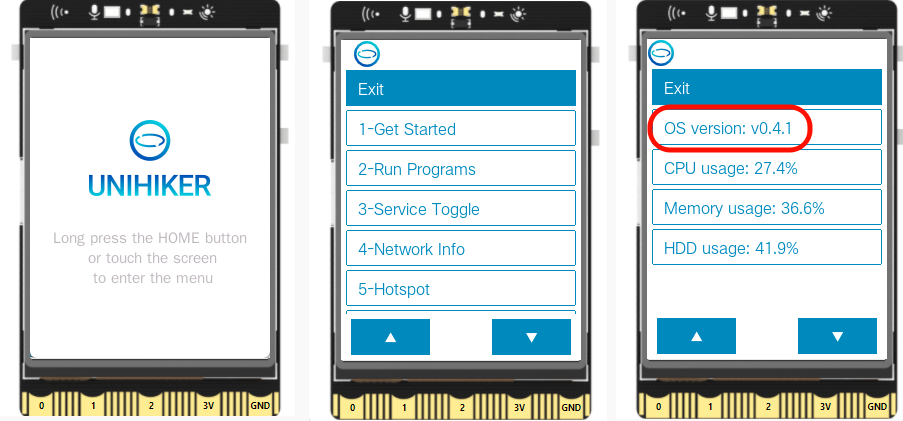 UNIHIKER
Long press the HOME button
or touch the screen
to enter the menu
0 1 2 3V GND
Exit
1-Get Started
2-Run Programs
3-Service Toggle
4-Network Info
5-Hotspot
0 1 2 3V GND
Exit
OS version: v0.4.1
CPU usage: 27.4%
Memory usage: 36.6%
HDD usage: 41.9%
0 1 2 3V GND